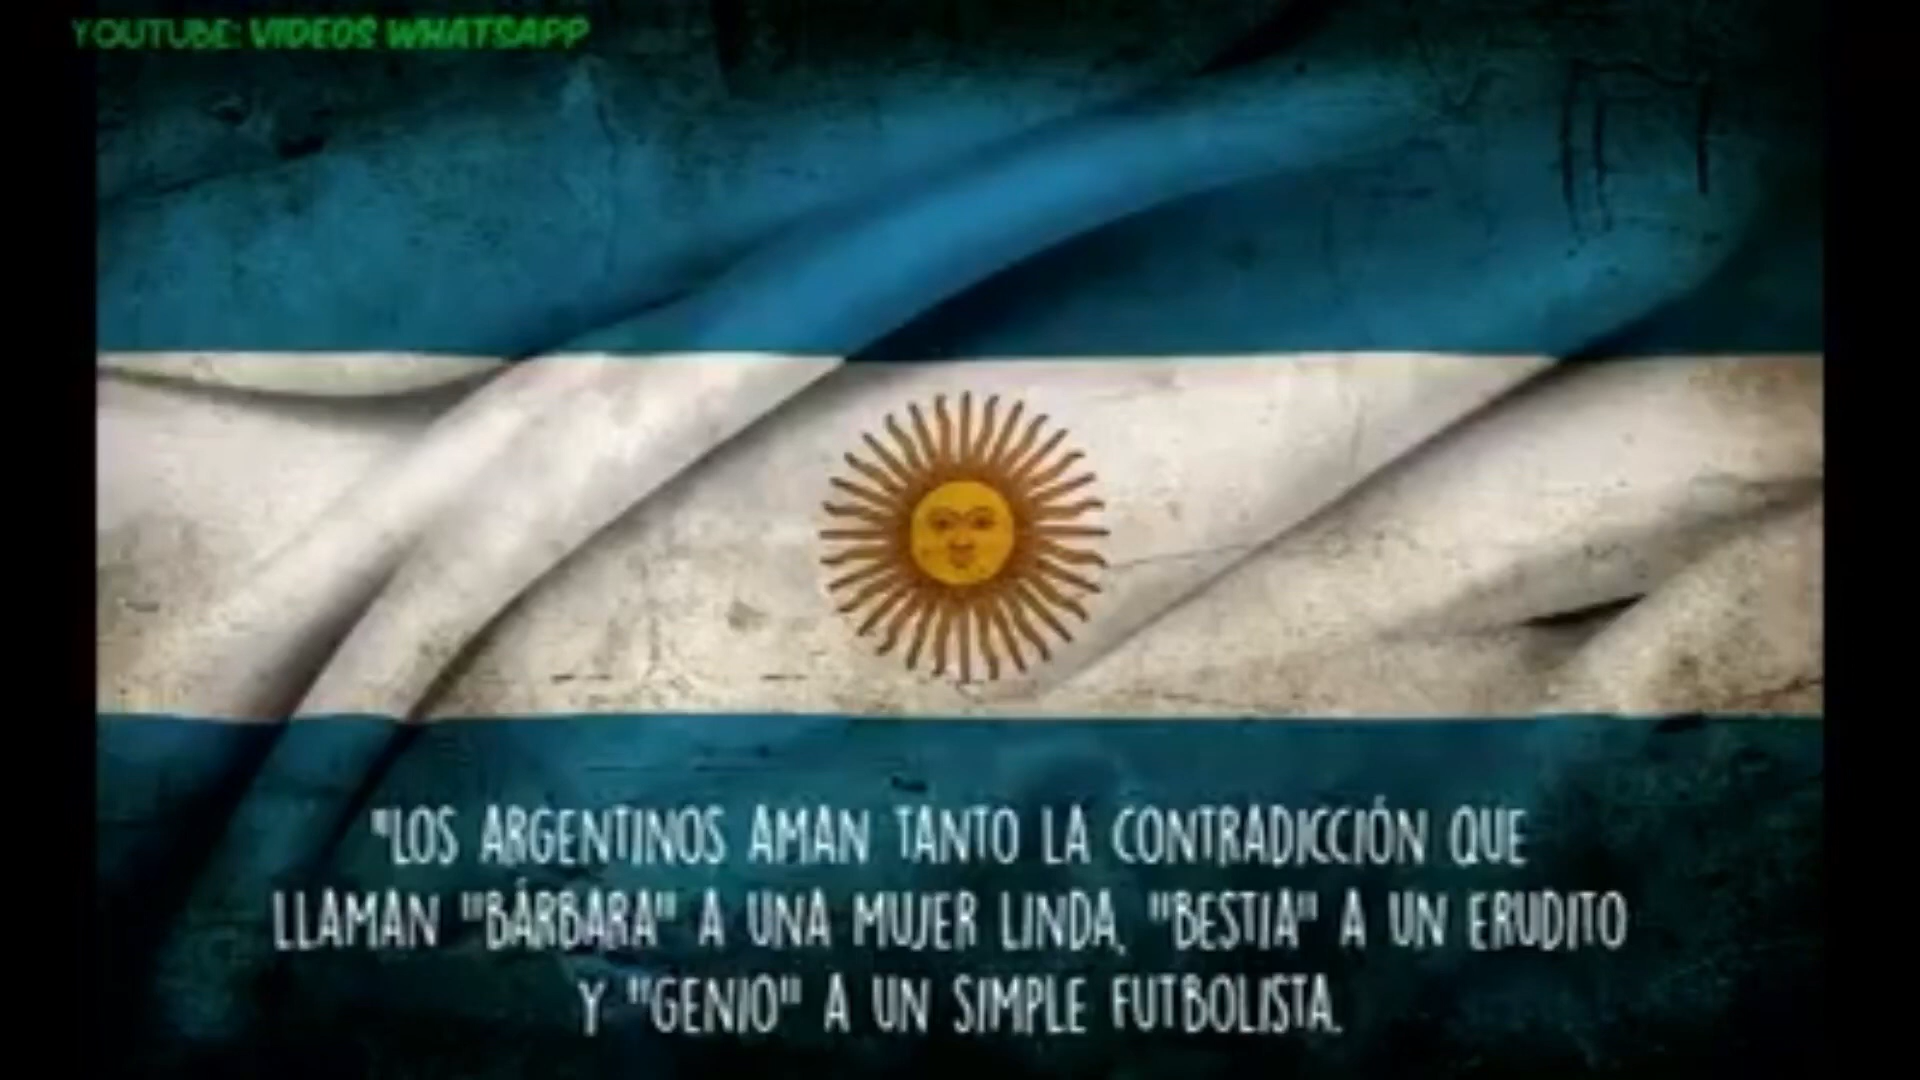 YOUTUBE: VIDEOS WHATSAPP
"LOS ARGENTINOS AMAN TANTO LA CONTRADICCIÓN QUE
LLAMAN "BÁRBARA" A UNA MUJER LINDA, "BESTIA" A UN ERUDITO
Y "GENIO" A UN SIMPLE FUTBOLISTA.